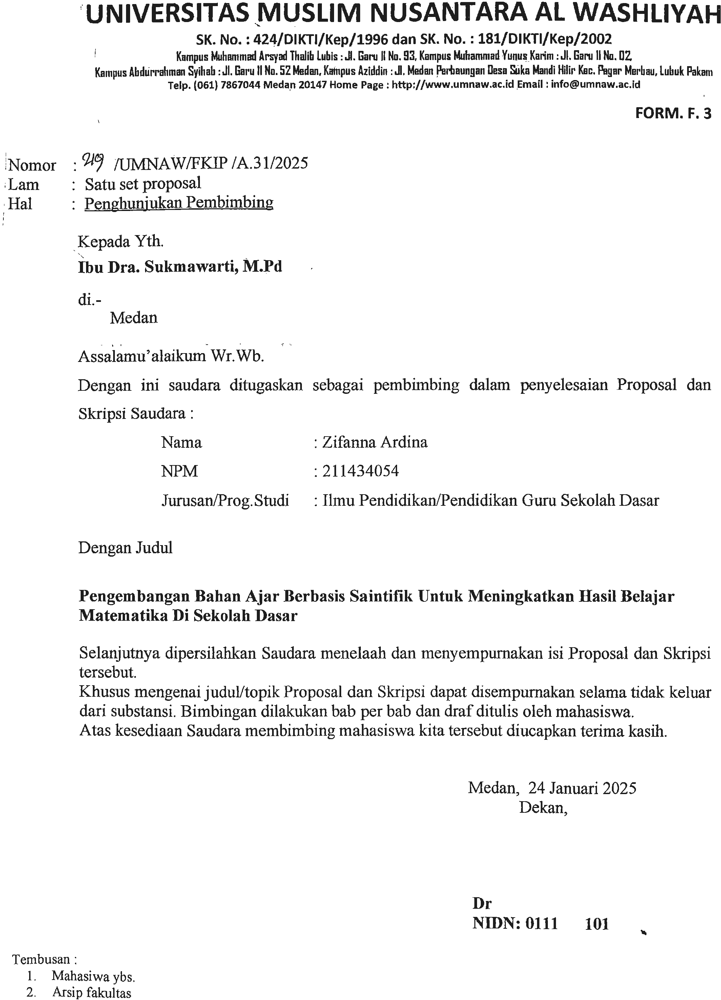 UNIVERSITAS MUSLIM NUSANTARA AL WASHLIYAH
SK. No. : 424/DIKTI/Kep/1996 dan SK. No. : 181/DIKTI/Kep/2002
Kampus Muhammad Arsyad Thalib Lubis : Jl. Garu II No. 93, Kampus Muhammad Yunus Karim : Jl. Garu II No. 02,
Kampus Abdurrahman Syihab : Jl. Garu II No. 52 Medan, Kampus Aziddin : Jl. Medan Perbaungan Desa Suka Mandi Hilir Kec. Pagar Merbau, Lubuk Pakam
Telp. (061) 7867044 Medan 20147 Home Page : http://www.umnaw.ac.id Email : info@umnaw.ac.id
FORM. F. 3
Nomor : 219 /UMNAW/FKIP /A.31/2025
Lam : Satu set proposal
Hal : Penghunjukan Pembimbing
Kepada Yth.
Ibu Dra. Sukmawarti, M.Pd
di.-
Medan
Assalamu'alaikum Wr.Wb.
Dengan ini saudara ditugaskan sebagai pembimbing dalam penyelesaian Proposal dan
Skripsi Saudara :
Nama : Zifanna Ardina
NPM : 211434054
Jurusan/Prog.Studi : Ilmu Pendidikan/Pendidikan Guru Sekolah Dasar
Dengan Judul
Pengembangan Bahan Ajar Berbasis Saintifik Untuk Meningkatkan Hasil Belajar
Matematika Di Sekolah Dasar
Selanjutnya dipersilahkan Saudara menelaah dan menyempurnakan isi Proposal dan Skripsi
tersebut.
Khusus mengenai judul/topik Proposal dan Skripsi dapat disempurnakan selama tidak keluar
dari substansi. Bimbingan dilakukan bab per bab dan draf ditulis oleh mahasiswa.
Atas kesediaan Saudara membimbing mahasiswa kita tersebut diucapkan terima kasih.
Medan, 24 Januari 2025
Dekan,
Dr
NIDN: 0111 101
Tembusan :
1. Mahasiwa ybs.
2. Arsip fakultas